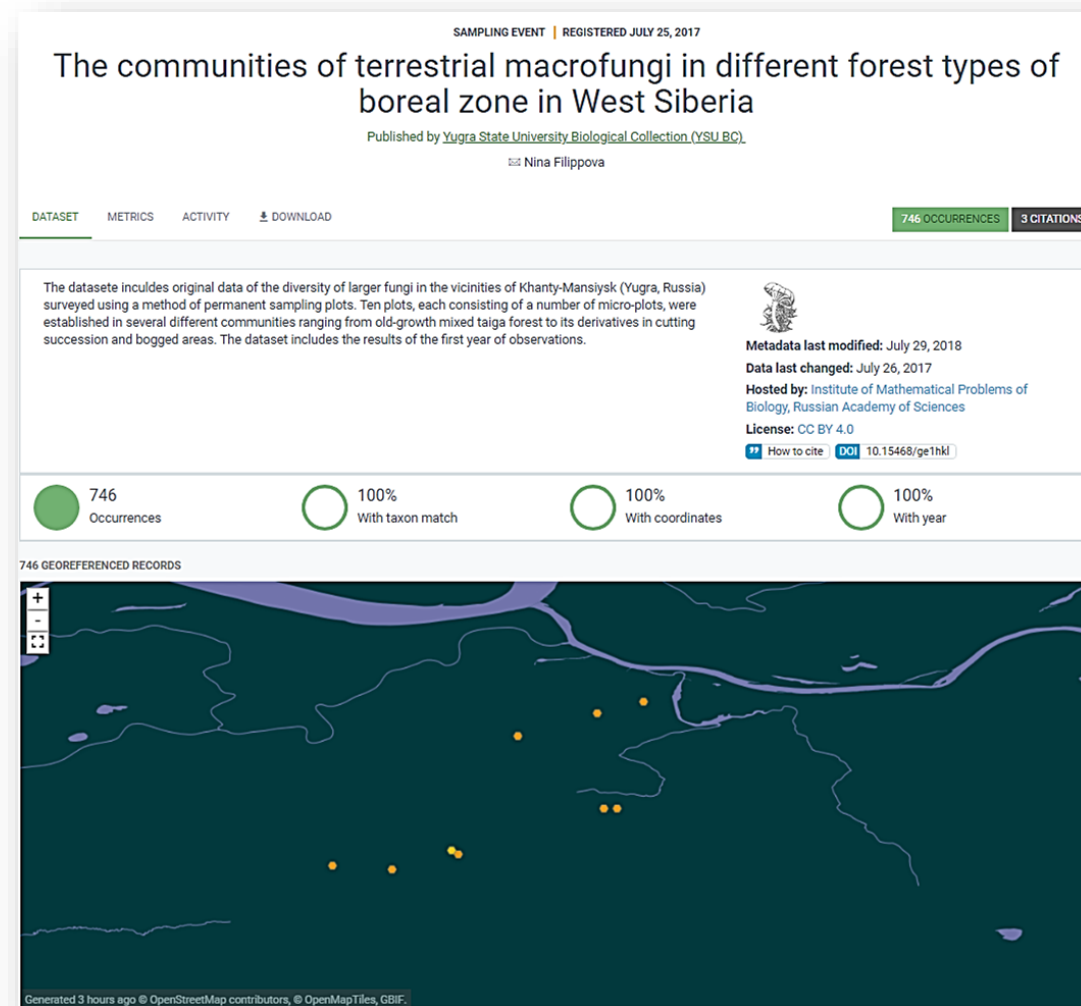 SAMPLING EVENT | REGISTERED JULY 25, 2017
The communities of terrestrial macrofungi in different forest types of
boreal zone in West Siberia
Published by Yugra State University Biological Collection (YSU BC)
Nina Filippova
DATASET METRICS ACTIVITY DOWNLOAD 746 OCCURRENCES 3 CITATIONS
The datasete inculdes original data of the diversity of larger fungi in the vicinities of Khanty-Mansiysk (Yugra, Russia)
surveyed using a method of permanent sampling plots. Ten plots, each consisting of a number of micro-plots, were
established in several different communities ranging from old-growth mixed taiga forest to its derivatives in cutting
succession and bogged areas. The dataset includes the results of the first year of observations.
Metadata last modified: July 29, 2018
Data last changed: July 26, 2017
Hosted by: Institute of Mathematical Problems of
Biology, Russian Academy of Sciences
License: CC BY 4.0
How to cite DOI 10.15468/ge1hkl
746
Occurrences
100%
With taxon match
100%
With coordinates
100%
With year
746 GEOREFERENCED RECORDS
+
-
Generated 3 hours ago © OpenStreetMap contributors, © OpenMapTiles, GBIF.